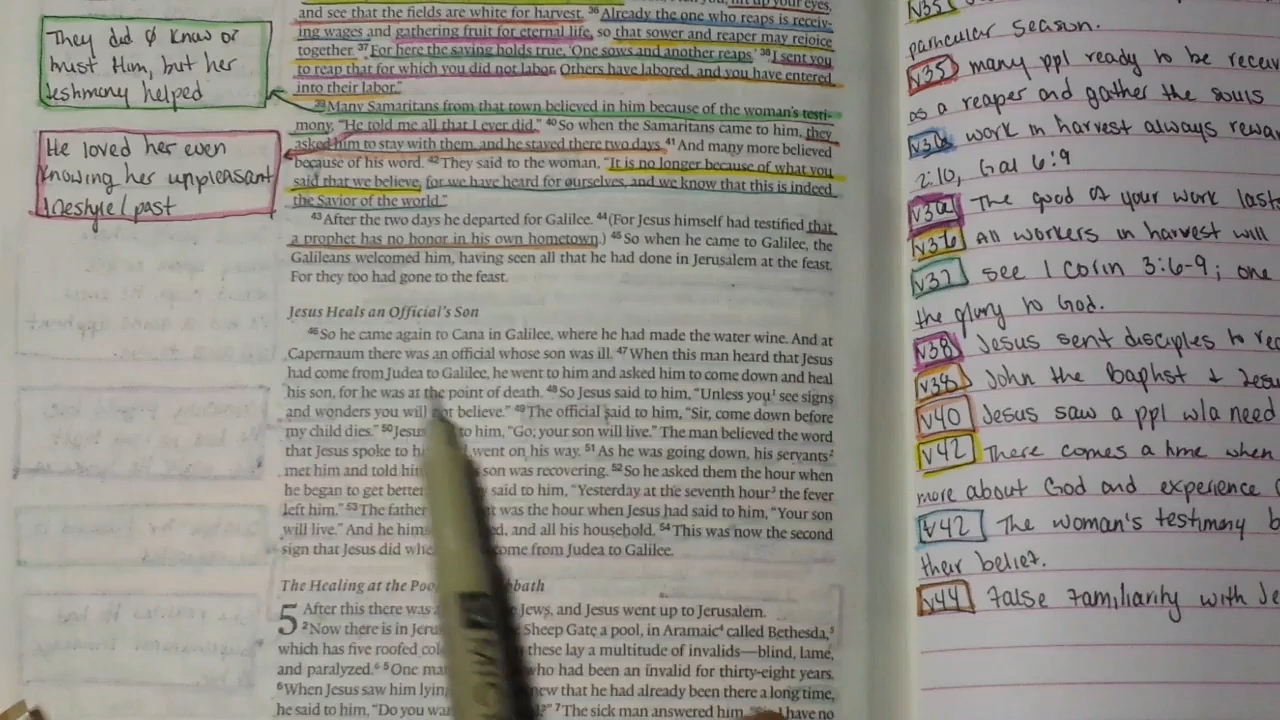 They did Ø know or
trust Him, but her
testimony helped
He loved her even
knowing her unpleasant
lifestyle/past
and see that the fields are white for harvest. 36 Already the one who reaps is receiv-
ing wages and gathering fruit for eternal life, so that sower and reaper may rejoice
together. 37 For here the saying holds true, ‘One sows and another reaps.’ 38 I sent you
to reap that for which you did not labor. Others have labored, and you have entered
into their labor.”
39 Many Samaritans from that town believed in him because of the woman's testi-
mony, “He told me all that I ever did.” 40 So when the Samaritans came to him, they
asked him to stay with them, and he stayed there two days. 41 And many more believed
because of his word. 42 They said to the woman, “It is no longer because of what you
said that we believe, for we have heard for ourselves, and we know that this is indeed
the Savior of the world.”
43 After the two days he departed for Galilee. 44 (For Jesus himself had testified that
a prophet has no honor in his own hometown.) 45 So when he came to Galilee, the
Galileans welcomed him, having seen all that he had done in Jerusalem at the feast.
For they too had gone to the feast.
Jesus Heals an Official's Son
46 So he came again to Cana in Galilee, where he had made the water wine. And at
Capernaum there was an official whose son was ill. 47 When this man heard that Jesus
had come from Judea to Galilee, he went to him and asked him to come down and heal
his son, for he was at the point of death. 48 So Jesus said to him, “Unless you¹ see signs
and wonders you will not believe.” 49 The official said to him, “Sir, come down before
my child dies.” 50 Jesus to him, “Go; your son will live.” The man believed the word
that Jesus spoke to went on his way. 51 As he was going down, his servants²
met him and told son was recovering. 52 So he asked them the hour when
he began to get better said to him, “Yesterday at the seventh hour³ the fever
left him.” 53 The father was the hour when Jesus had said to him, “Your son
will live.” And he and all his household. 54 This was now the second
sign that Jesus did come from Judea to Galilee.
The Healing at the
5 After this there was Jews, and Jesus went up to Jerusalem.
2 Now there is in Sheep Gate a pool, in Aramaic⁴ called Bethesda,⁵
which has five roofed these lay a multitude of invalids—blind, lame,
and paralyzed.⁶ 5 One who had been an invalid for thirty-eight years.
6 When Jesus saw him that he had already been there a long time,
he said to him, “Do you 7 The sick man answered him, have no
V35
particular season.
V35 many ppl ready to be
as a reaper and gather the souls
V36 work in harvest always
2:10, Gal 6:9
V36 The good of your work
V36 All workers in harvest will
V37 see 1 Corin 3:6-9; one
the glory to God.
V38 Jesus sent disciples to
V38 John the Baptist +
V40 Jesus saw a ppl w/a need
V42 There comes a time when
more about God and experience
V42 The woman's testimony
their belief.
V44 False Familiarity with